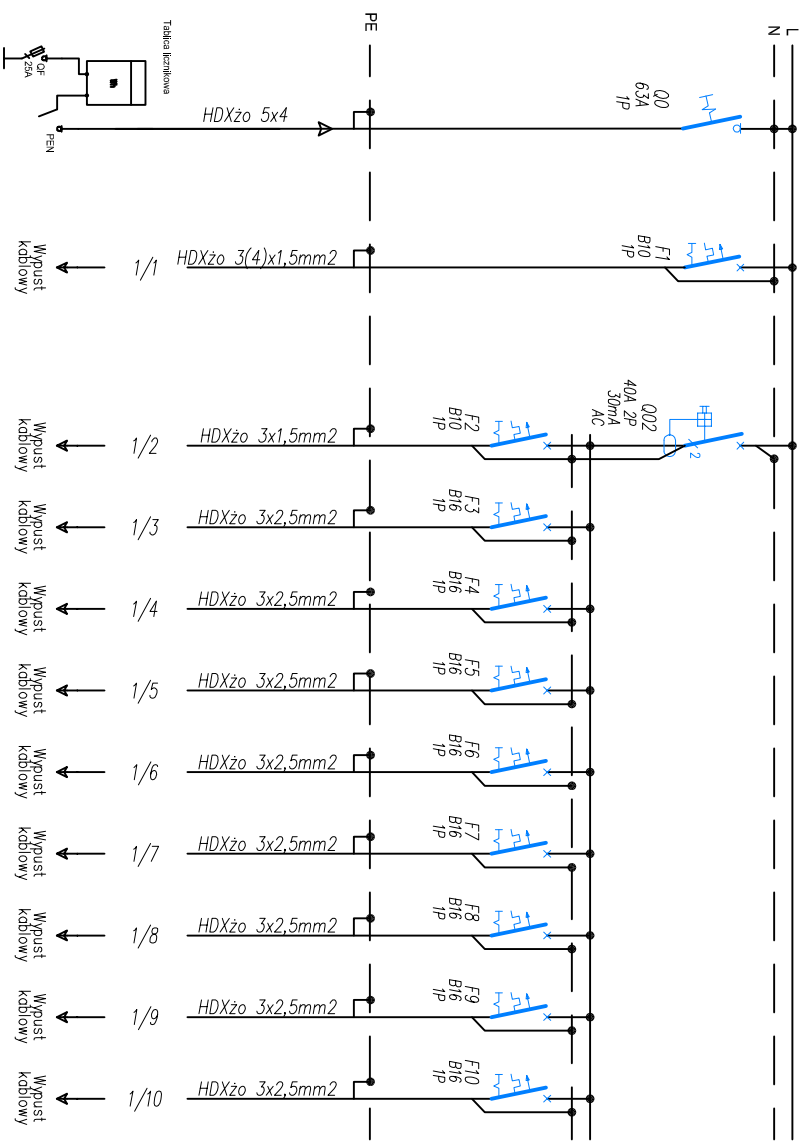 L
N
PE
Tablica licznikowa
QF
25A
PEN
HDXżo 5x4
Q0
63A
1P
Wypust
kablowy
1/1
HDXżo 3(4)x1,5mm2
F1
B10
1P
Q02
40A 2P
30mA
AC
2
Wypust
kablowy
1/2
HDXżo 3x1,5mm2
F2
B10
1P
Wypust
kablowy
1/3
HDXżo 3x2,5mm2
F3
B16
1P
Wypust
kablowy
1/4
HDXżo 3x2,5mm2
F4
B16
1P
Wypust
kablowy
1/5
HDXżo 3x2,5mm2
F5
B16
1P
Wypust
kablowy
1/6
HDXżo 3x2,5mm2
F6
B16
1P
Wypust
kablowy
1/7
HDXżo 3x2,5mm2
F7
B16
1P
Wypust
kablowy
1/8
HDXżo 3x2,5mm2
F8
B16
1P
Wypust
kablowy
1/9
HDXżo 3x2,5mm2
F9
B16
1P
Wypust
kablowy
1/10
HDXżo 3x2,5mm2
F10
B16
1P